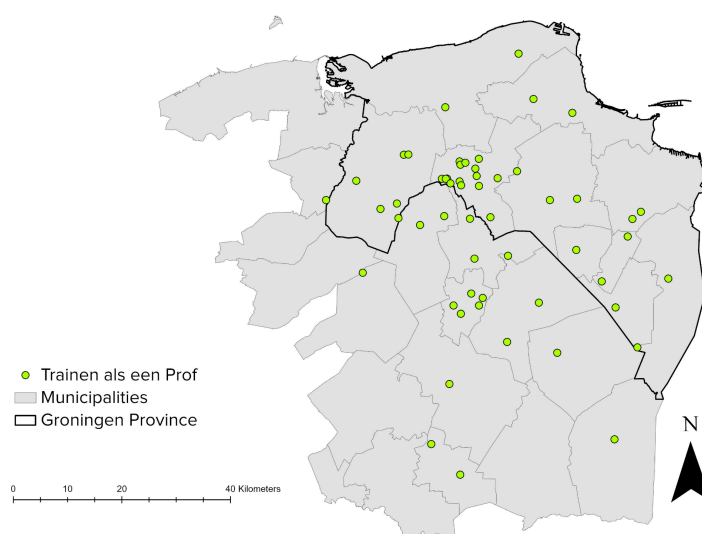 Trainen als een Prof
Municipalities
Groningen Province
N
0 10 20 40 Kilometers